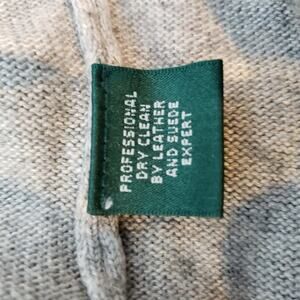 PROFESSIONAL
DRY CLEAN
BY LEATHER
AND SUEDE
EXPERT